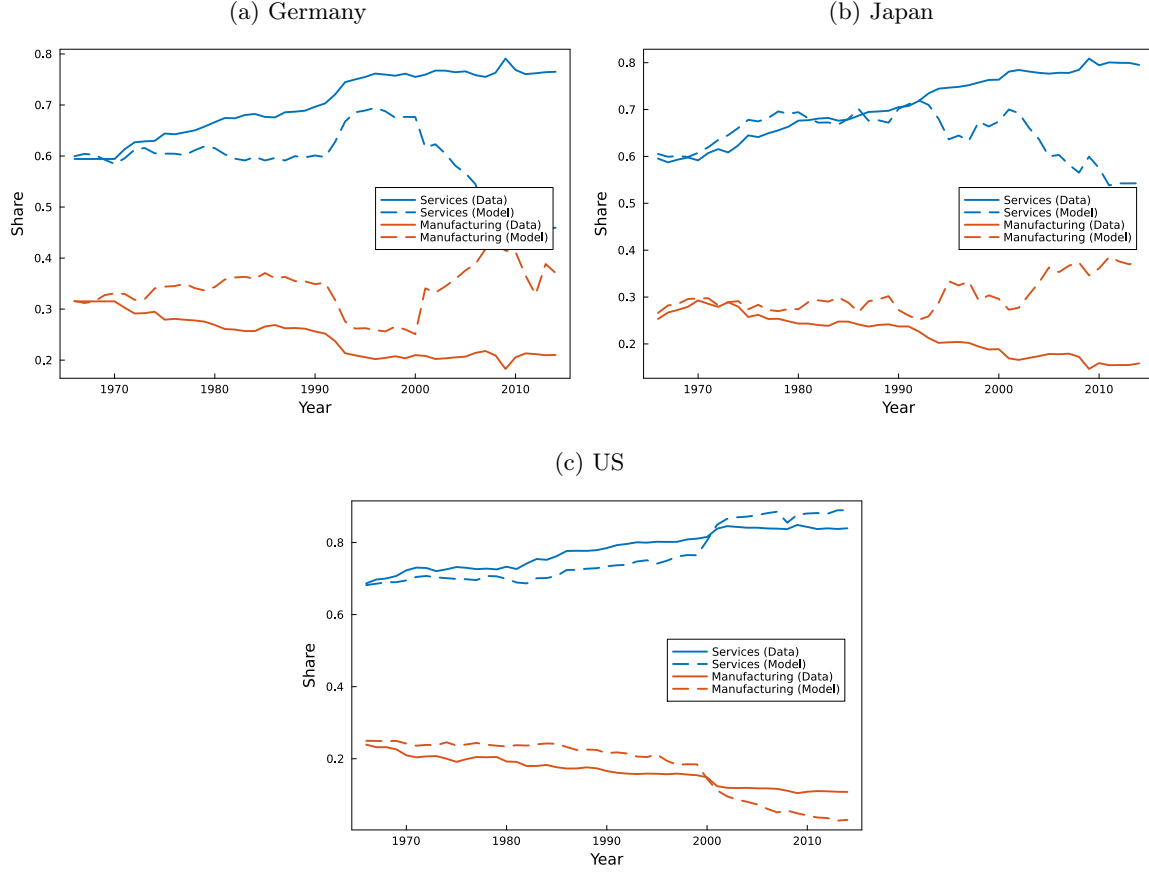 (a) Germany
0.8
0.7
0.6
0.5
0.4
0.3
0.2
Share
Services (Data)
Services (Model)
Manufacturing (Data)
Manufacturing (Model)
1970
1980
1990
2000
2010
Year
(b) Japan
0.8
0.7
0.6
0.5
0.4
0.3
0.2
Share
Services (Data)
Services (Model)
Manufacturing (Data)
Manufacturing (Model)
1970
1980
1990
2000
2010
Year
(c) US
0.8
0.6
0.4
0.2
Share
Services (Data)
Services (Model)
Manufacturing (Data)
Manufacturing (Model)
1970
1980
1990
2000
2010
Year